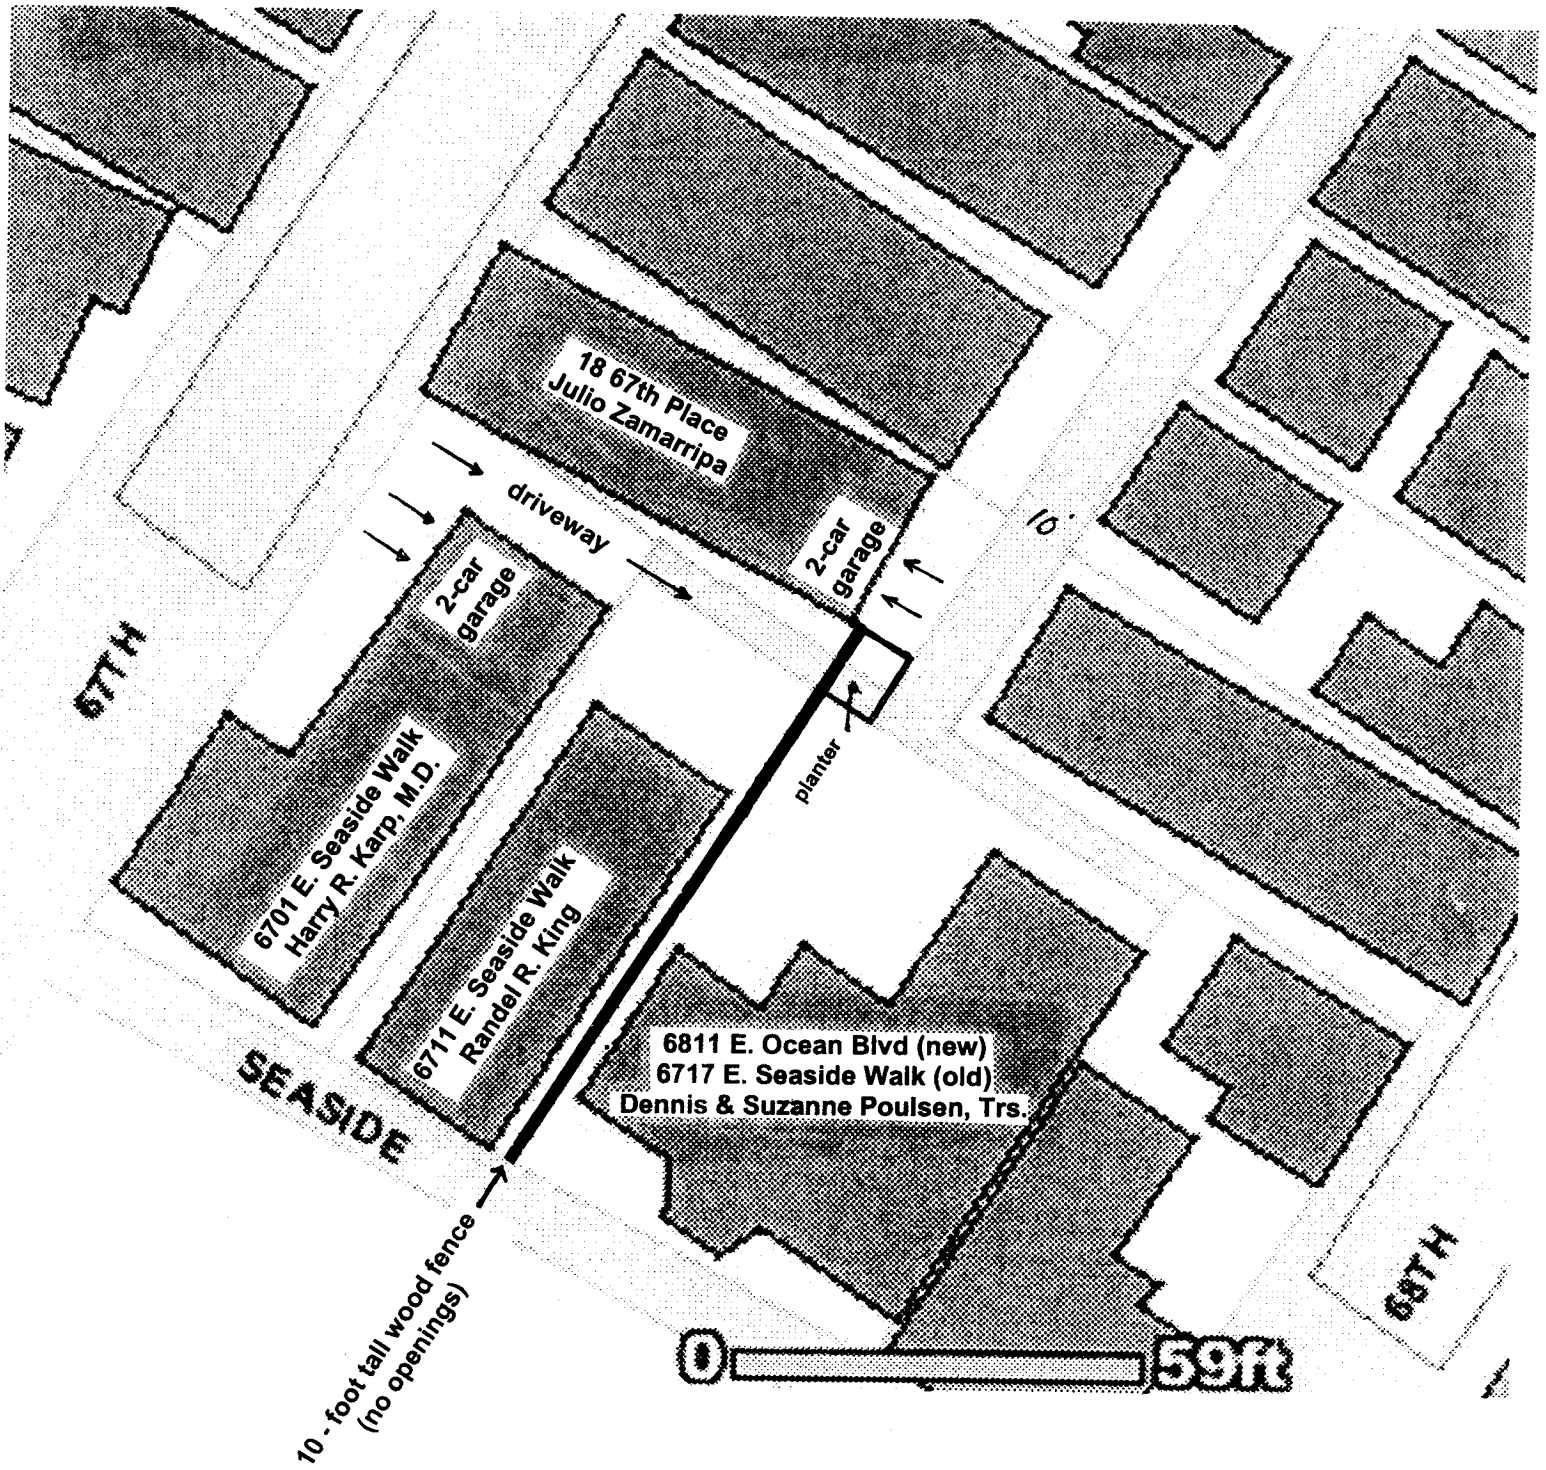 18 67th Place
Julio Zamarripa
driveway
2-car
garage
10'
2-car
garage
67TH
planter
6701 E. Seaside Walk
Harry R. Karp, M.D.
6711 E. Seaside Walk
Randel R. King
6811 E. Ocean Blvd (new)
6717 E. Seaside Walk (old)
Dennis & Suzanne Poulsen, Trs.
SEASIDE
68TH
10 - foot tall wood fence
(no openings)
0 59ft